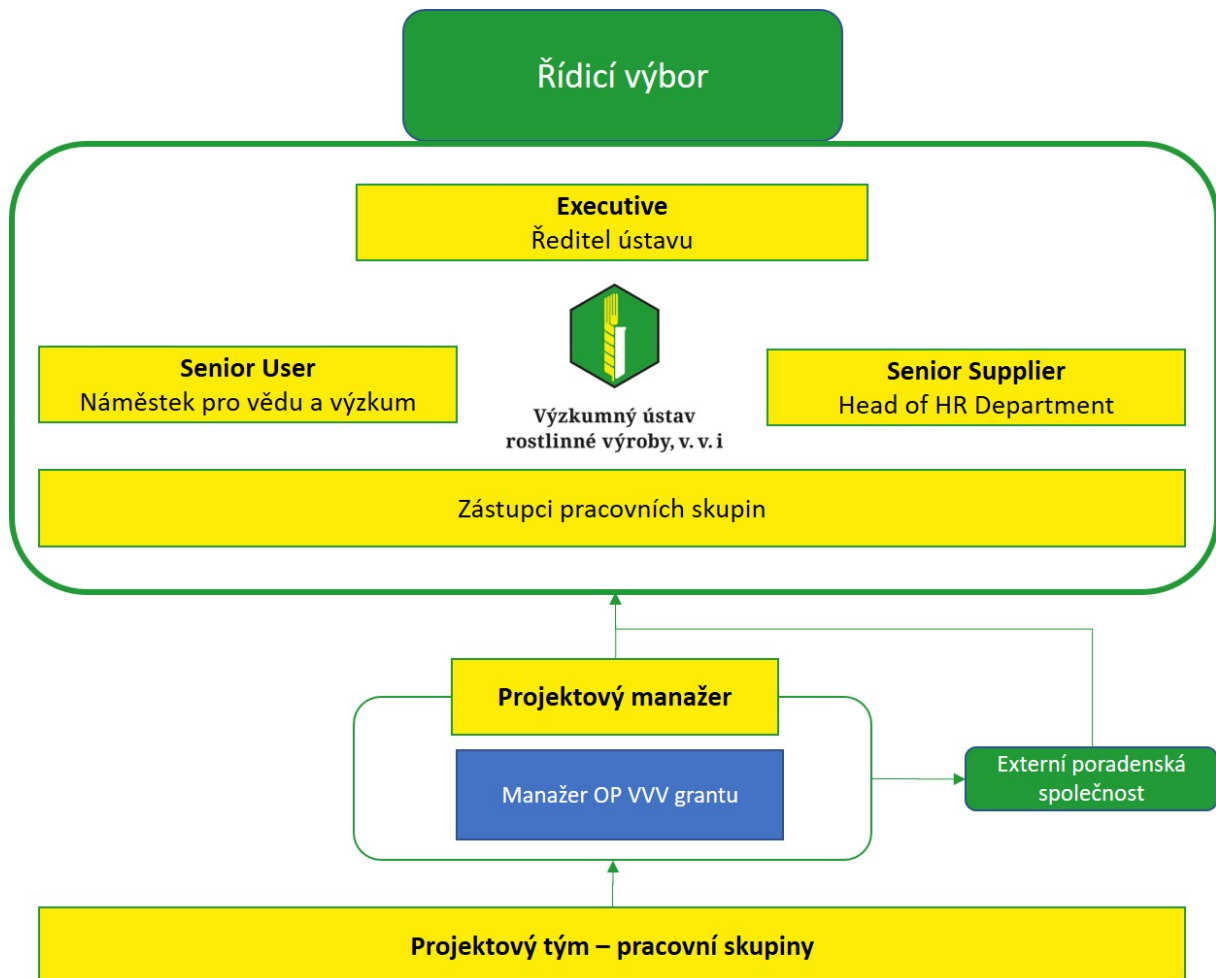 Řídicí výbor
Executive
Ředitel ústavu
Senior User
Náměstek pro vědu a výzkum
Senior Supplier
Head of HR Department
Výzkumný ústav
rostlinné výroby, v. v. i
Zástupci pracovních skupin
Projektový manažer
Manažer OP VVV grantu
Externí poradenská
společnost
Projektový tým – pracovní skupiny